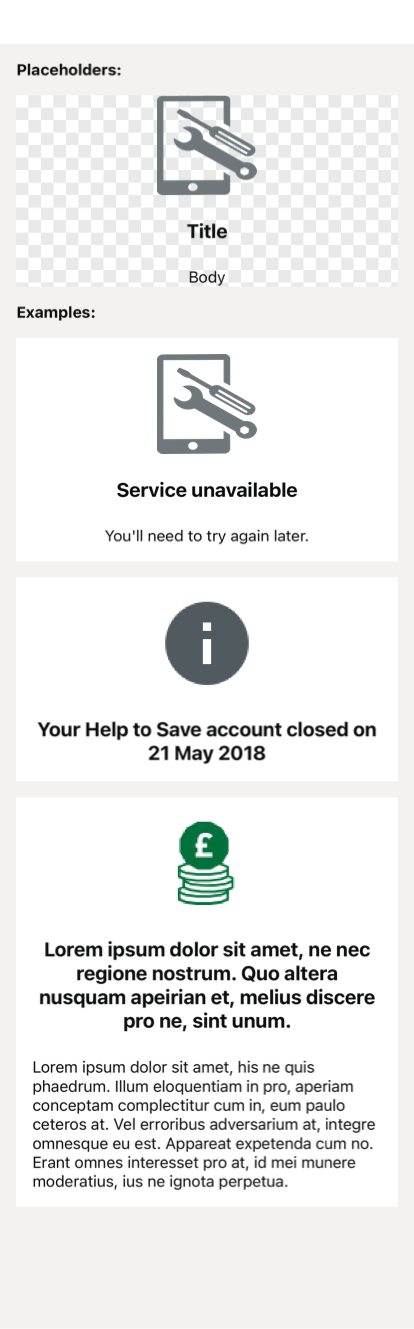 Placeholders:
Title
Body
Examples:
Service unavailable
You'll need to try again later.
i
Your Help to Save account closed on
21 May 2018
£
Lorem ipsum dolor sit amet, ne nec
regione nostrum. Quo altera
nusquam apeirian et, melius discere
pro ne, sint unum.
Lorem ipsum dolor sit amet, his ne quis
phaedrum. Illum eloquentiam in pro, aperiam
conceptam complectitur cum in, eum paulo
ceteros at. Vel erroribus adversarium at, integre
omnesque eu est. Appareat expetenda cum no.
Erant omnes interesset pro at, id mei munere
moderatius, ius ne ignota perpetua.